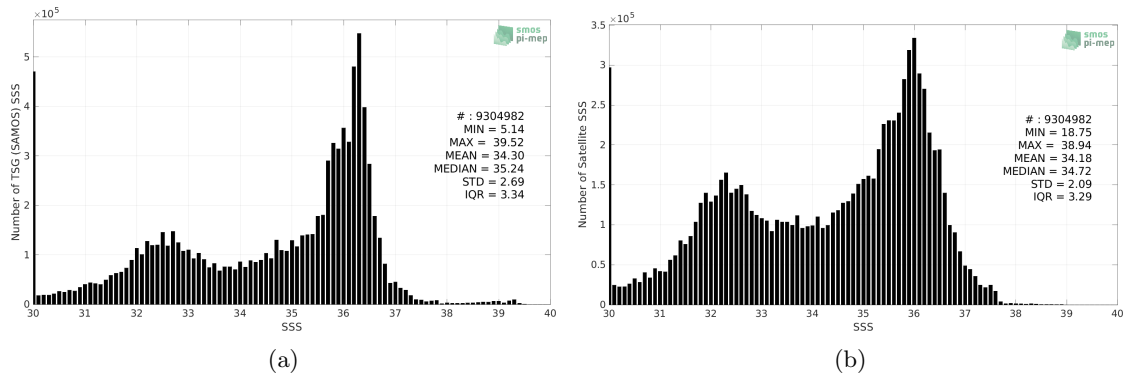 ×10⁵
5
4
3
2
1
0
Number of TSG (SAMOS) SSS
30 31 32 33 34 35 36 37 38 39 40
SSS
smos
pi-mep
# : 9304982
MIN = 5.14
MAX = 39.52
MEAN = 34.30
MEDIAN = 35.24
STD = 2.69
IQR = 3.34
(a)
×10⁵
3.5
3
2.5
2
1.5
1
0.5
0
Number of Satellite SSS
30 31 32 33 34 35 36 37 38 39 40
SSS
smos
pi-mep
# : 9304982
MIN = 18.75
MAX = 38.94
MEAN = 34.18
MEDIAN = 34.72
STD = 2.09
IQR = 3.29
(b)